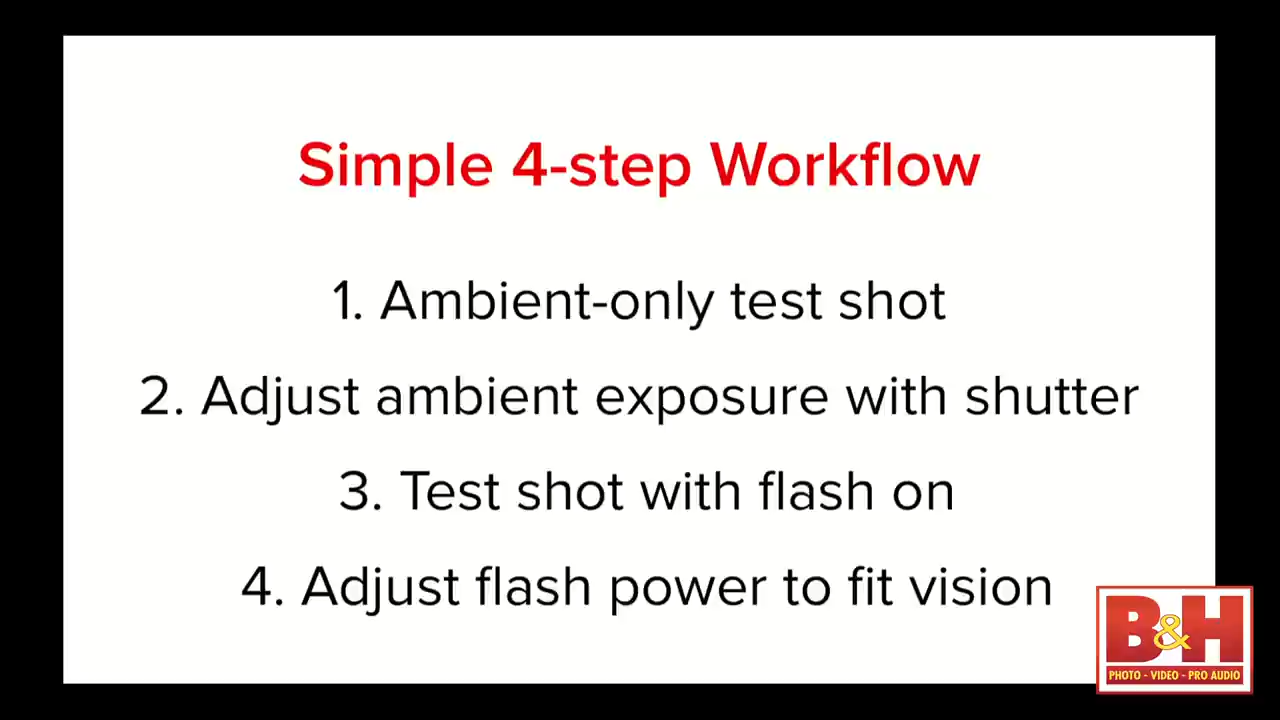 Simple 4-step Workflow
1. Ambient-only test shot
2. Adjust ambient exposure with shutter
3. Test shot with flash on
4. Adjust flash power to fit vision
B&H
PHOTO - VIDEO - PRO AUDIO